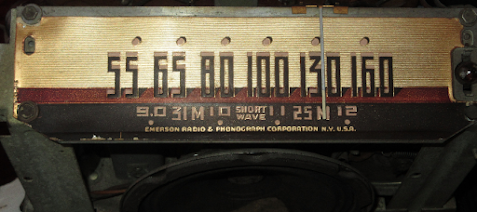 55 65 80 100 130 160
9.0 31M 10 SHORT WAVE 11 25M 12
EMERSON RADIO & PHONOGRAPH CORPORATION N.Y. U.S.A.